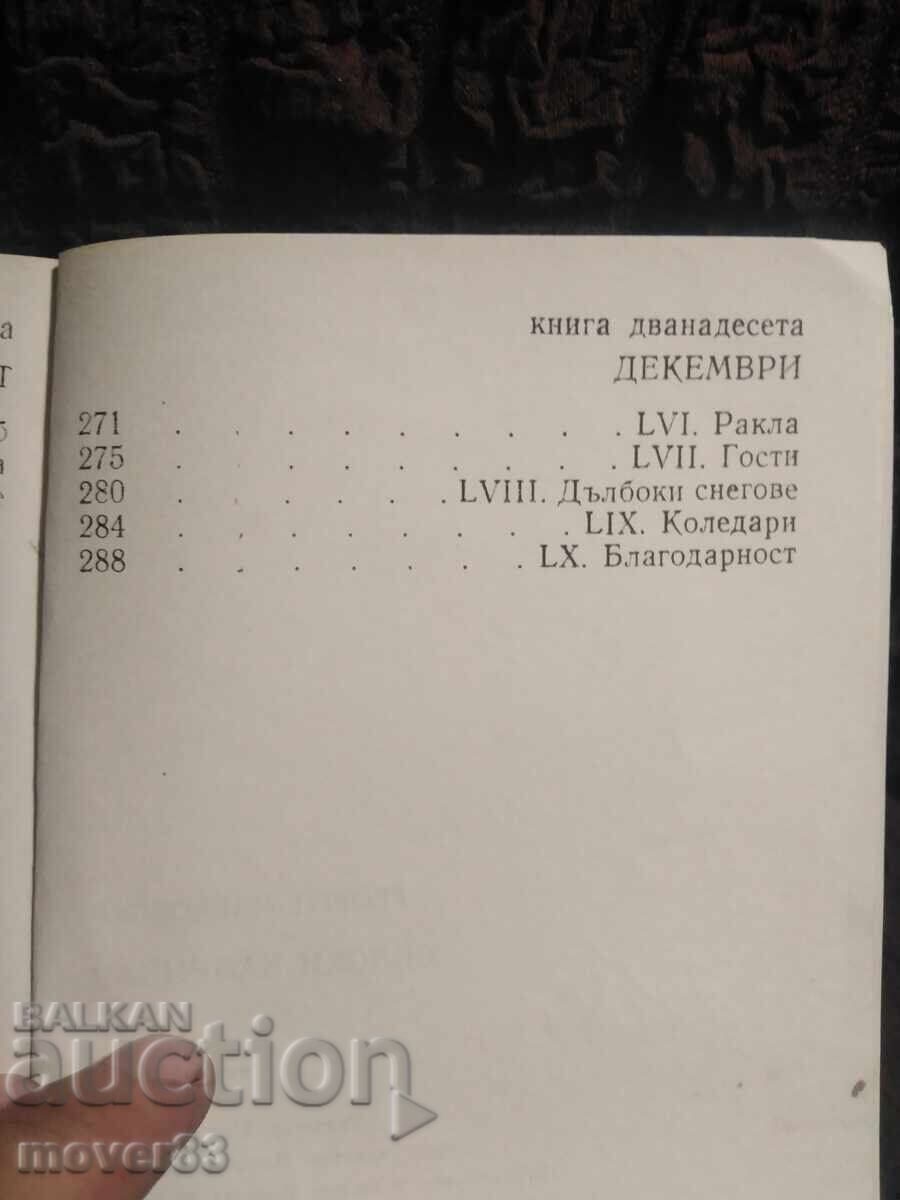 книга дванадесета
ДЕКЕМВРИ
271 . . . . . . . . . LVI. Ракла
275 . . . . . . . . . LVII. Гости
280 . . . . . . LVIII. Дълбоки снегове
284 . . . . . . . . LIX. Коледари
288 . . . . . . . LX. Благодарност
BALKAN
auction
mover83